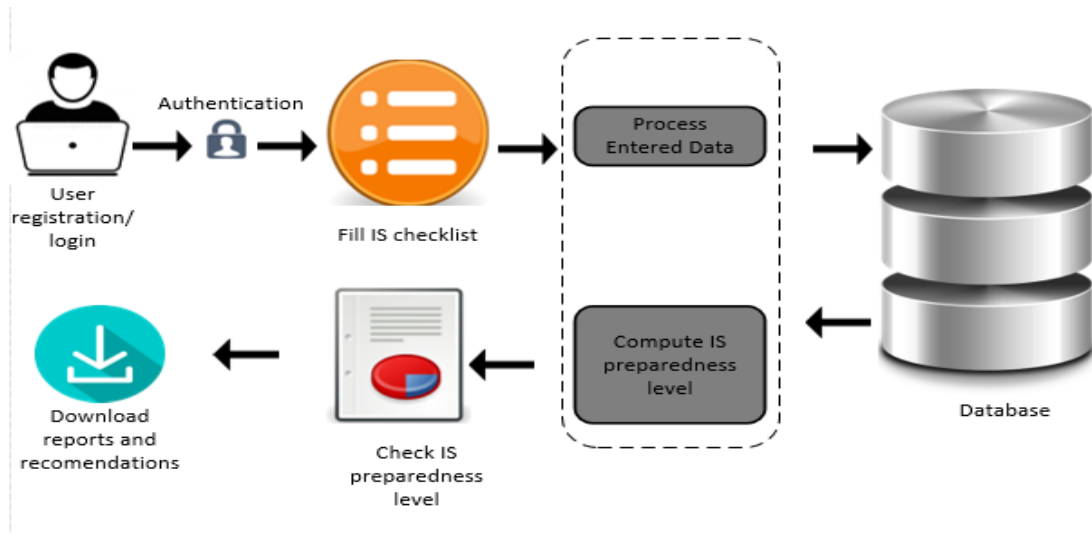 Authentication
User
registration/
login
Fill IS checklist
Process
Entered Data
Database
Compute IS
preparedness
level
Check IS
preparedness
level
Download
reports and
recomendations